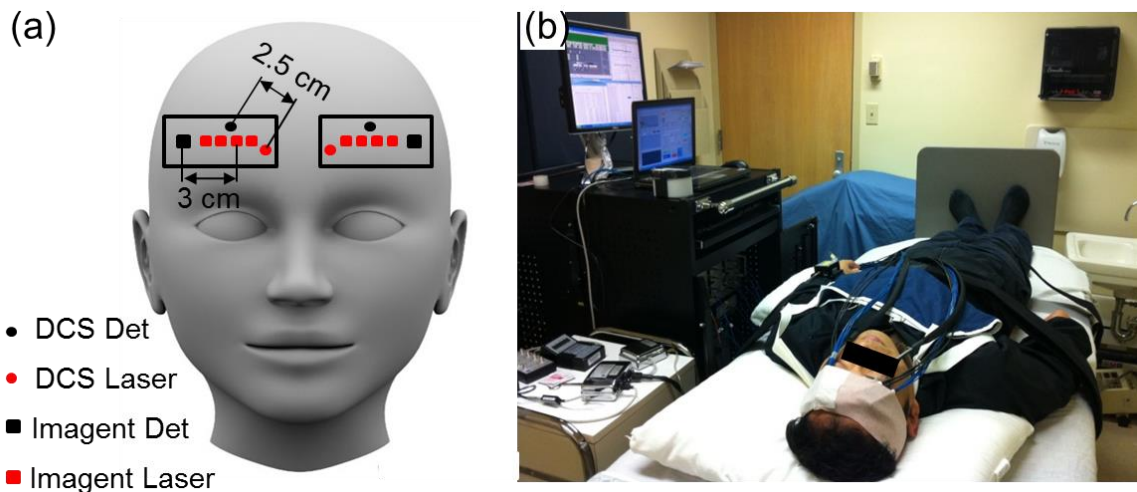 (a)
2.5 cm
3 cm
DCS Det
DCS Laser
Imagent Det
Imagent Laser
(b)